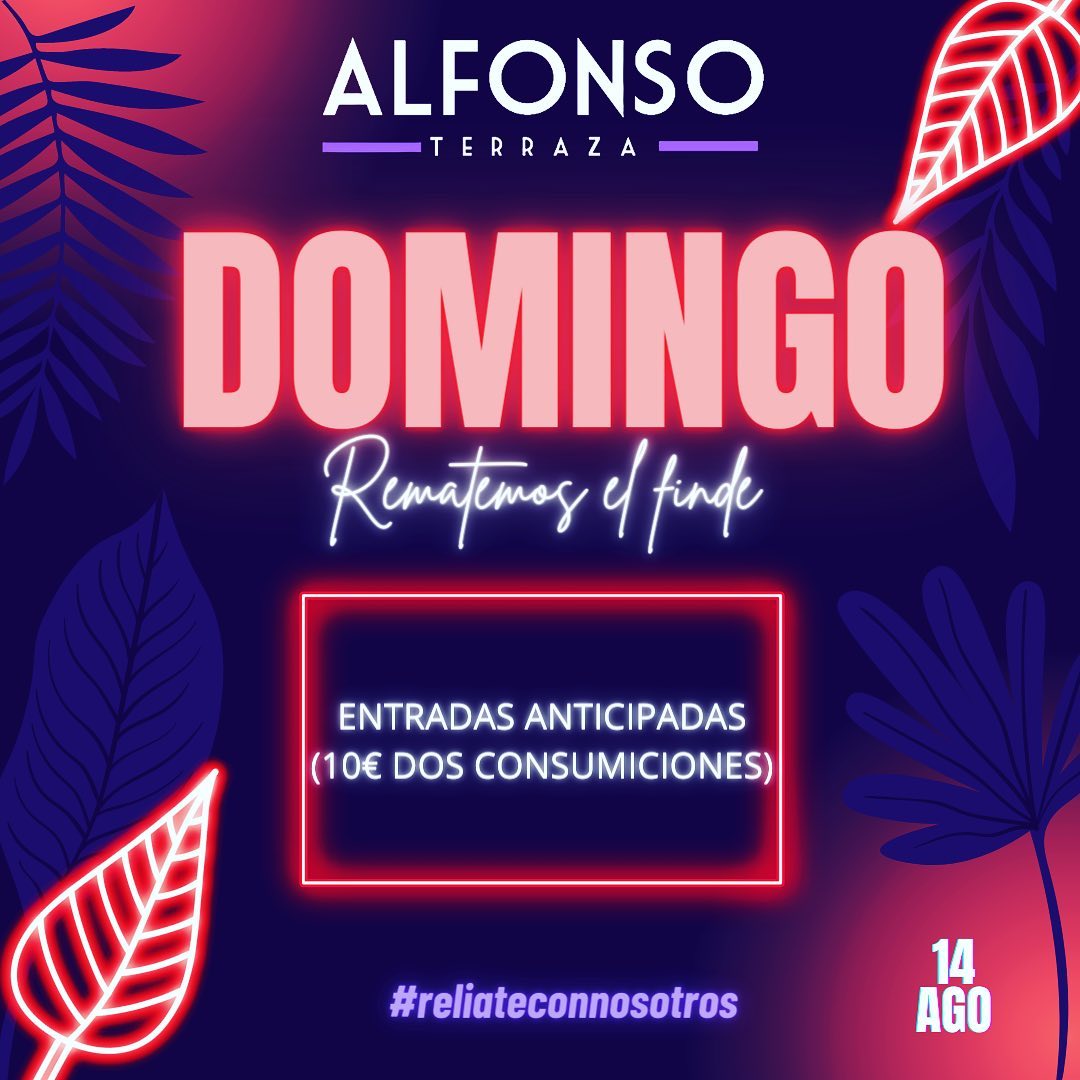 ALFONSO
TERRAZA
DOMINGO
Rematemos el finde
ENTRADAS ANTICIPADAS
(10€ DOS CONSUMICIONES)
#reliateconnosotros
14
AGO